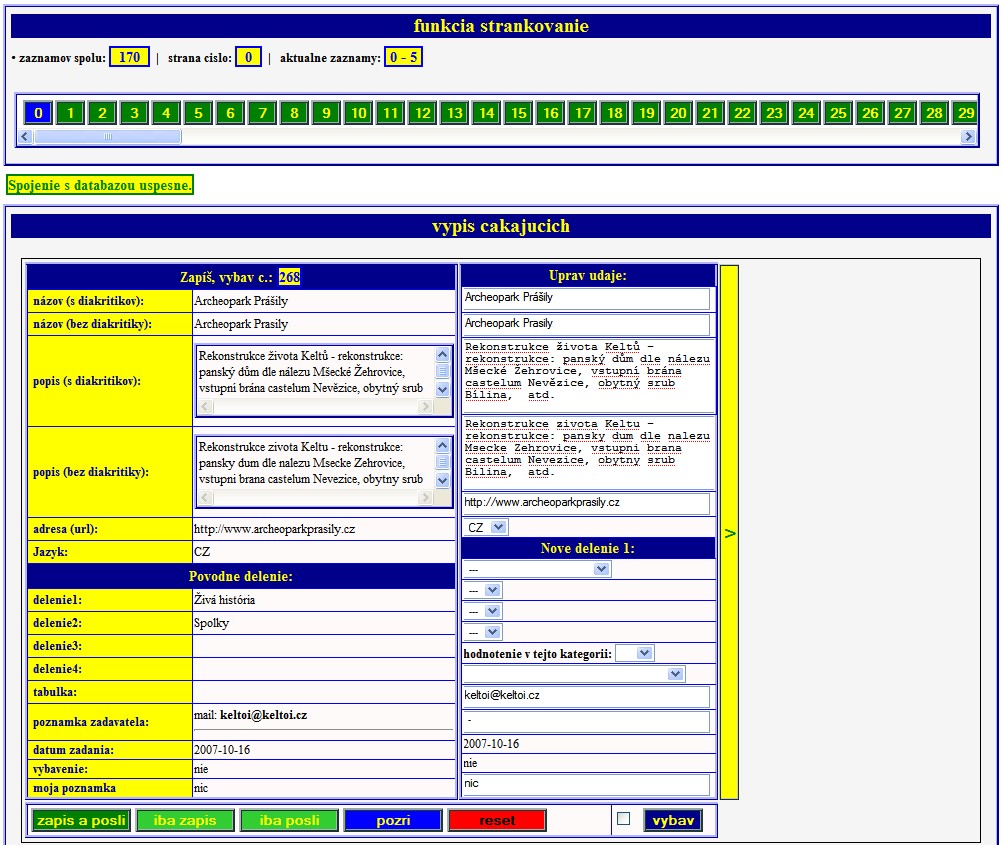 funkcia strankovanie
• zaznamov spolu: 170 | strana cislo: 0 | aktualne zaznamy: 0 - 5
0 1 2 3 4 5 6 7 8 9 10 11 12 13 14 15 16 17 18 19 20 21 22 23 24 25 26 27 28 29
Spojenie s databazou uspesne.
vypis cakajucich
Zapíš, vybav c.: 268
názov (s diakritikov): Archeopark Prášily
názov (bez diakritiky): Archeopark Prasily
popis (s diakritikov):
Rekonstrukce života Keltů - rekonstrukce:
panský dům dle nálezu Mšecké Žehrovice,
vstupni brána castelum Nevězice, obytný srub
popis (bez diakritiky):
Rekonstrukce zivota Keltu - rekonstrukce:
pansky dum dle nalezu Msecke Zehrovice,
vstupni brana castelum Nevezice, obytny srub
adresa (url): http://www.archeoparkprasily.cz
Jazyk: CZ
Povodne delenie:
delenie1: Živá história
delenie2: Spolky
delenie3:
delenie4:
tabulka:
poznamka zadavatela: mail: keltoi@keltoi.cz
datum zadania: 2007-10-16
vybavenie: nie
moja poznamka nic
Uprav udaje:
Archeopark Prášily
Archeopark Prasily
Rekonstrukce života Keltů -
rekonstrukce: panský dům dle nálezu
Mšecké Žehrovice, vstupní brána
castelum Nevězice, obytný srub
Bílina, atd.
Rekonstrukce zivota Keltu -
rekonstrukce: pansky dum dle nalezu
Msecke Zehrovice, vstupni brana
castelum Nevezice, obytny srub
Bilina, atd.
http://www.archeoparkprasily.cz
CZ
Nove delenie 1:
---
---
---
---
hodnotenie v tejto kategorii:
keltoi@keltoi.cz
-
2007-10-16
nie
nic
>
zapis a posli iba zapis iba posli pozri reset vybav